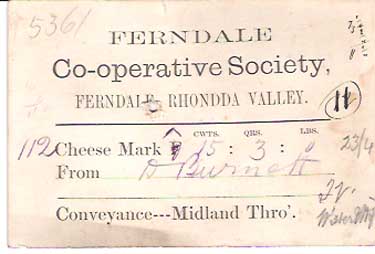 5361
FERNDALE
Co-operative Society,
FERNDALE, RHONDDA VALLEY.
11
CWTS. QRS. LBS.
112 Cheese Mark 15 : 3 : 0 23/4
From D Burnett
Conveyance---Midland Thro'.